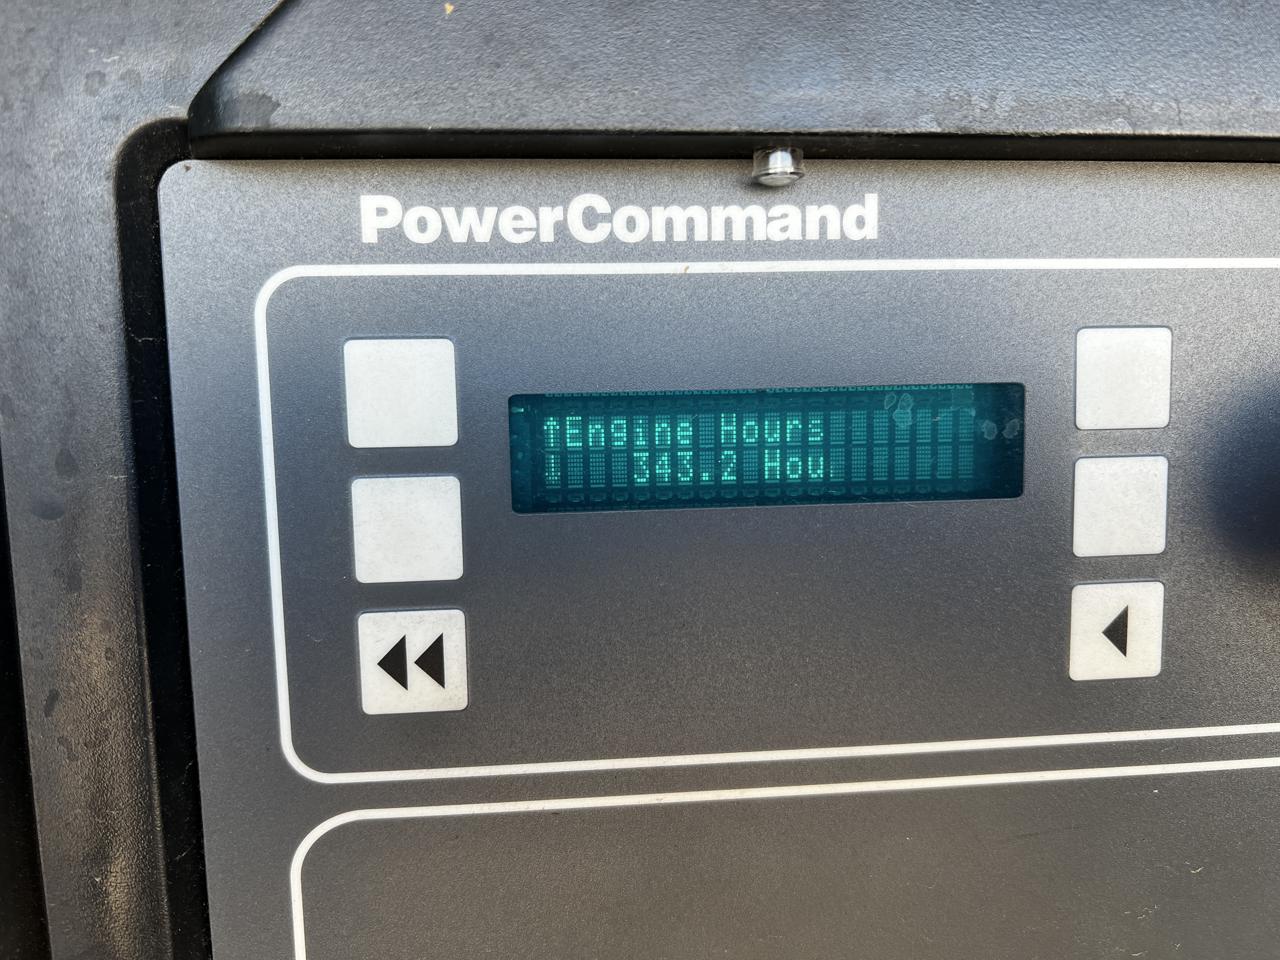 PowerCommand
↑Engine Hours
↓ 343.2 Hou